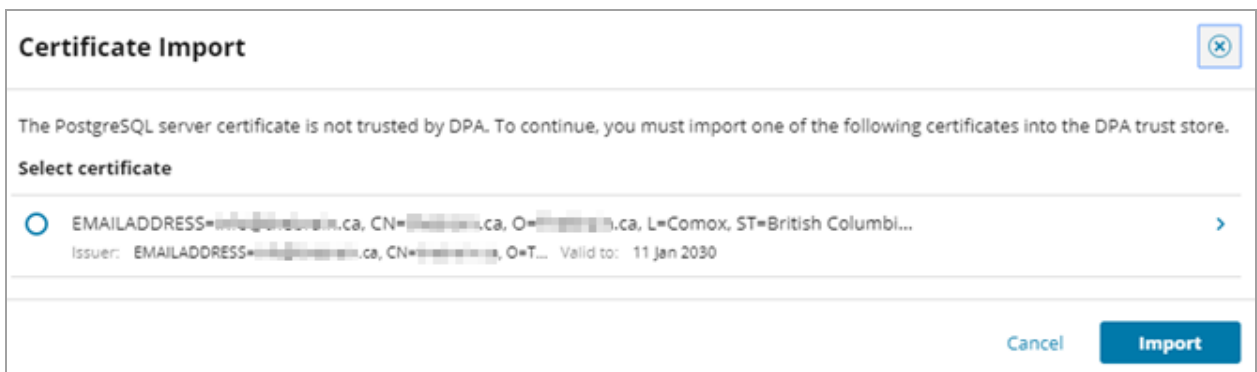 Certificate Import
The PostgreSQL server certificate is not trusted by DPA. To continue, you must import one of the following certificates into the DPA trust store.
Select certificate
EMAILADDRESS= .ca, CN= .ca, O= .ca, L=Comox, ST=British Columbi...
Issuer: EMAILADDRESS= .ca, CN= , O=T... Valid to: 11 Jan 2030
Cancel Import